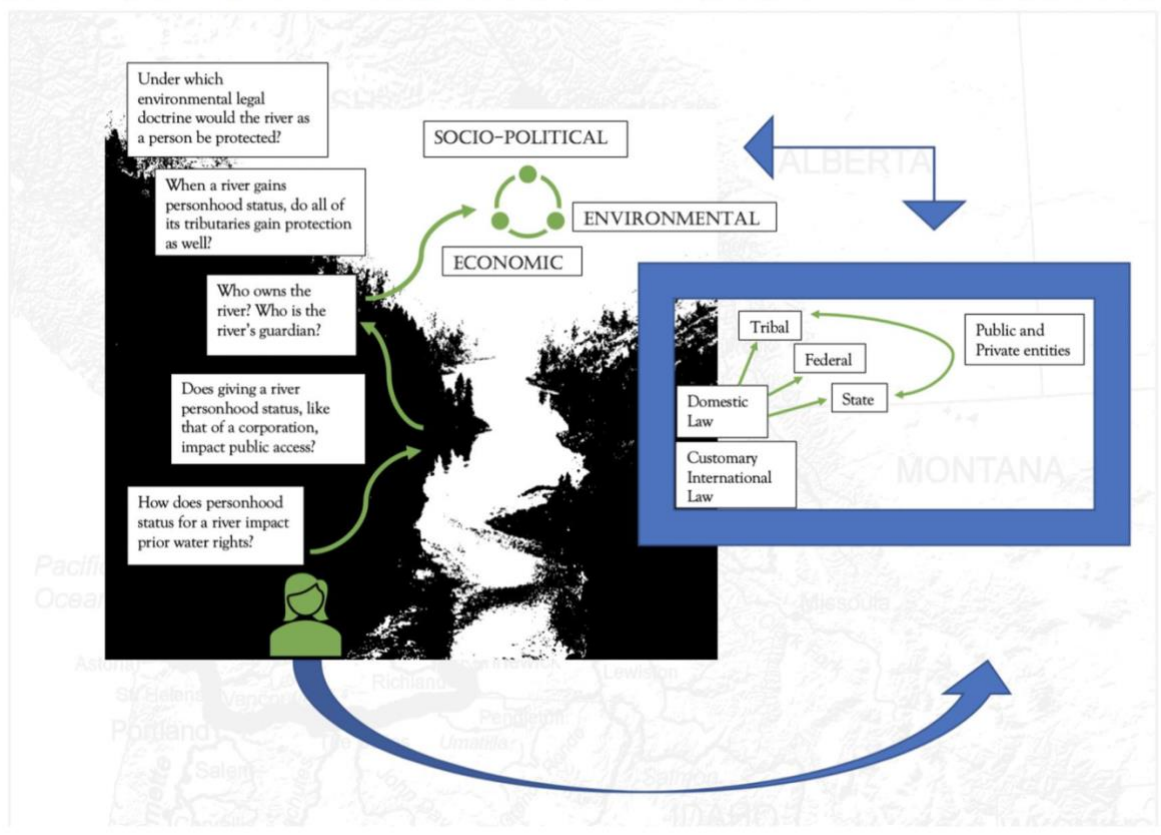 Under which
environmental legal
doctrine would the river as
a person be protected?
When a river gains
personhood status, do all of
its tributaries gain protection
as well?
Who owns the
river? Who is the
river's guardian?
Does giving a river
personhood status, like
that of a corporation,
impact public access?
How does personhood
status for a river impact
prior water rights?
SOCIO-POLITICAL
ENVIRONMENTAL
ECONOMIC
ALBERTA
Tribal
Federal
State
Public and
Private entities
Domestic
Law
Customary
International
Law
MONTANA
Pacific
Ocean
Missoula
Astoria
Richland
Lewiston
St Helens
Pendleton
Portland
Umatilla
Salem
Salmon